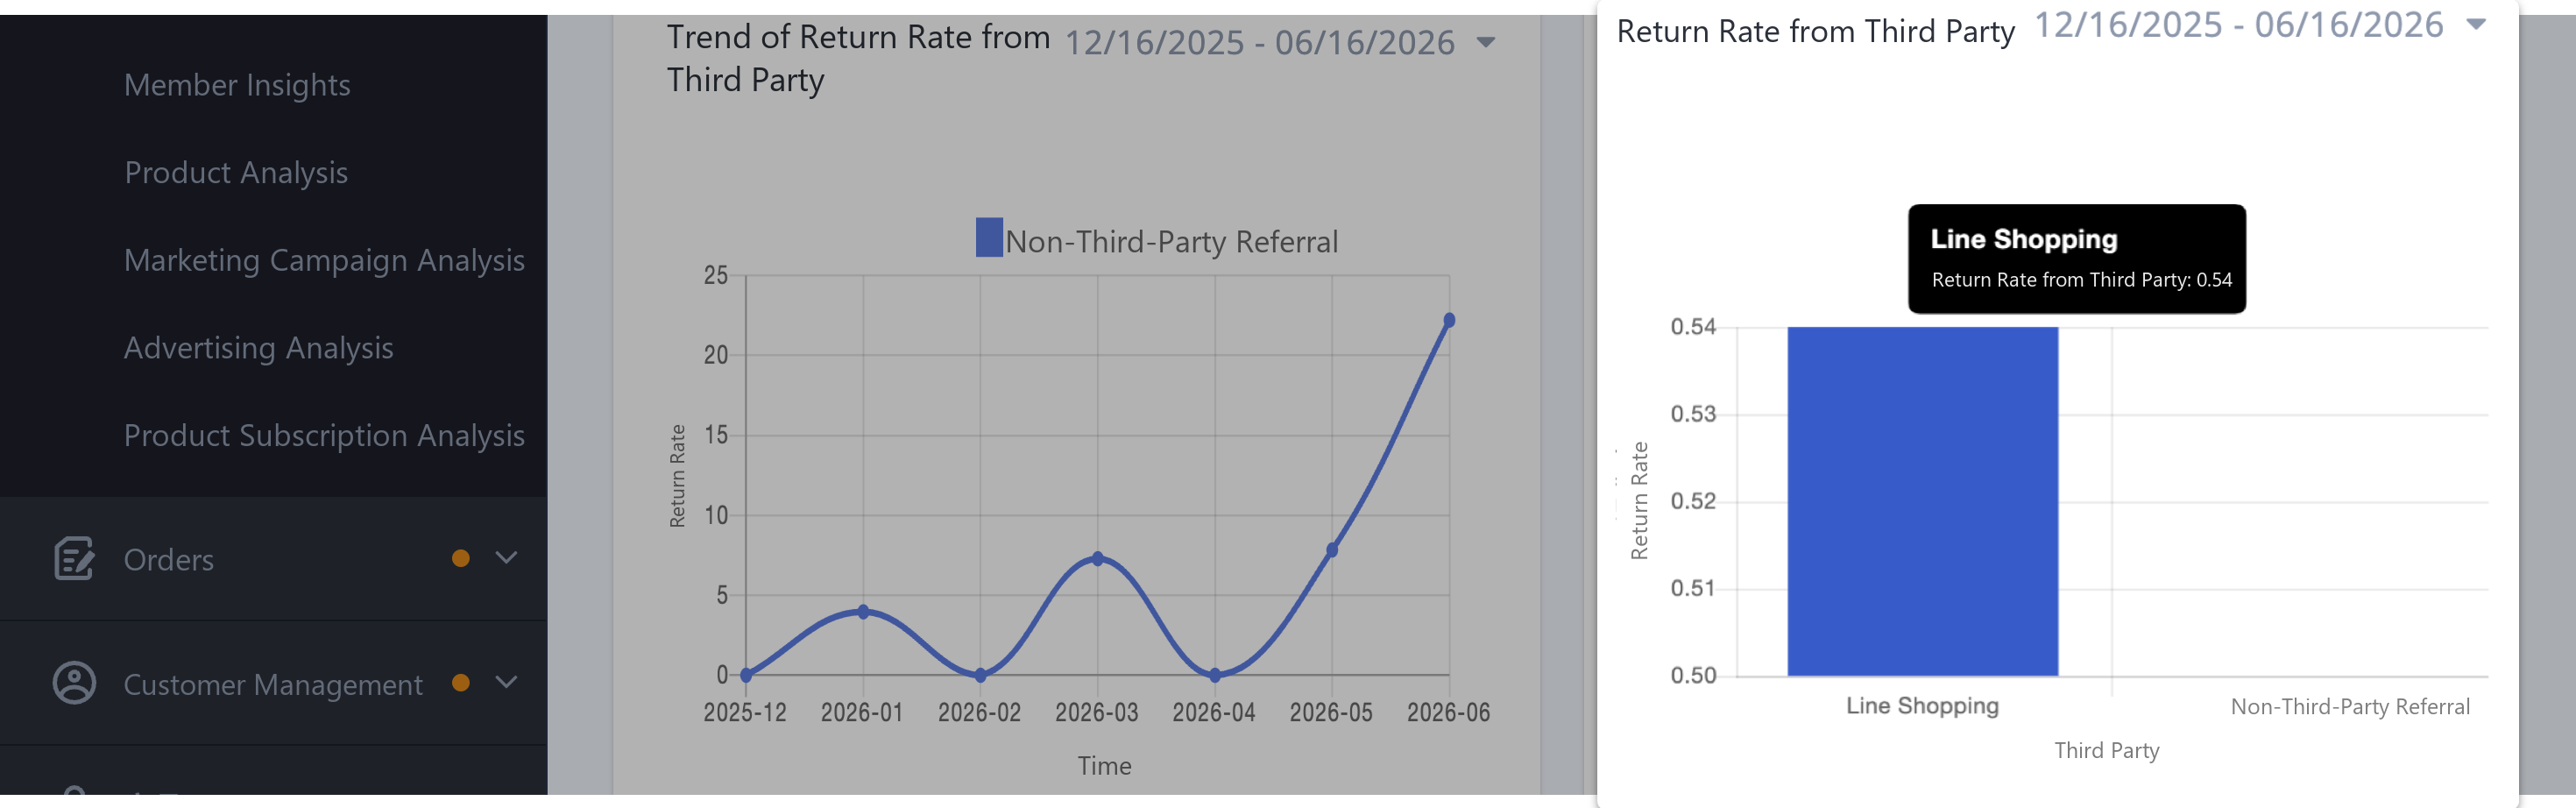 Member Insights
Product Analysis
Marketing Campaign Analysis
Advertising Analysis
Product Subscription Analysis
Orders
Customer Management
Trend of Return Rate from
Third Party
12/16/2025 - 06/16/2026
Non-Third-Party Referral
25
20
15
10
5
0
Return Rate
2025-12 2026-01 2026-02 2026-03 2026-04 2026-05 2026-06
Time
Return Rate from Third Party 12/16/2025 - 06/16/2026
Line Shopping
Return Rate from Third Party: 0.54
0.54
0.53
0.52
0.51
0.50
Return Rate
Line Shopping Non-Third-Party Referral
Third Party